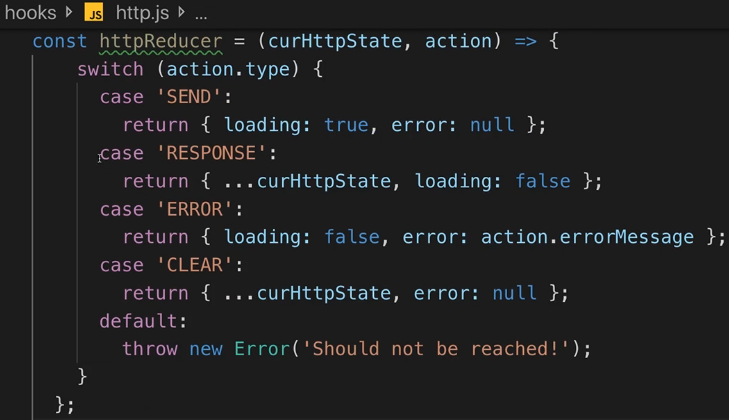 hooks JS http.js ...
const httpReducer = (curHttpState, action) => {
switch (action.type) {
case 'SEND':
return { loading: true, error: null };
case 'RESPONSE':
return { ...curHttpState, loading: false };
case 'ERROR':
return { loading: false, error: action.errorMessage };
case 'CLEAR':
return { ...curHttpState, error: null };
default:
throw new Error('Should not be reached!');
}
};